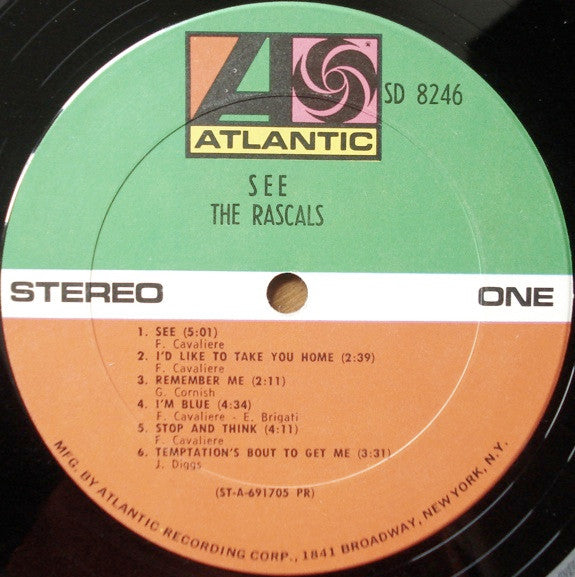 ATLANTIC
SD 8246
SEE
THE RASCALS
STEREO
ONE
1. SEE (5:01)
F. Cavaliere
2. I'D LIKE TO TAKE YOU HOME (2:39)
F. Cavaliere
3. REMEMBER ME (2:11)
G. Cornish
4. I'M BLUE (4:34)
F. Cavaliere - E. Brigati
5. STOP AND THINK (4:11)
F. Cavaliere
6. TEMPTATION'S BOUT TO GET ME (3:31)
J. Diggs
(ST-A-691705 PR)
MFG. BY ATLANTIC RECORDING CORP., 1841 BROADWAY, NEW YORK, N.Y.